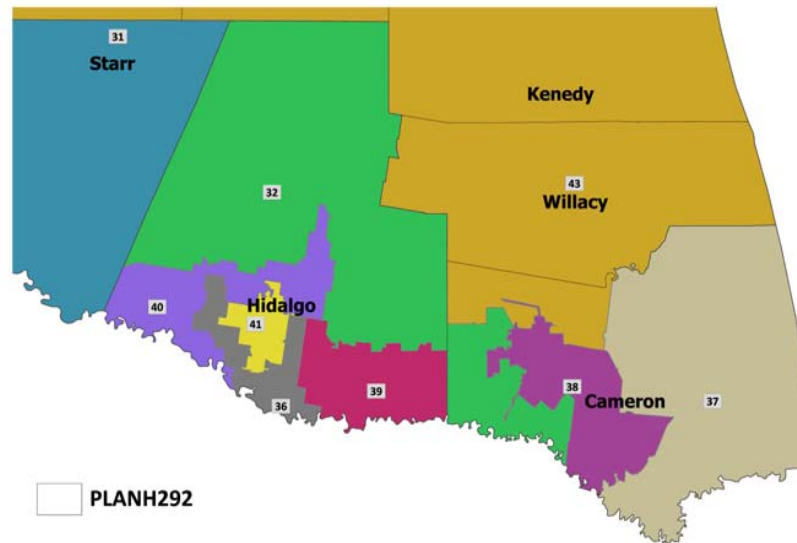 31
Starr
Kenedy
43
32
Willacy
40
Hidalgo
41
39
38
Cameron
37
36
PLANH292